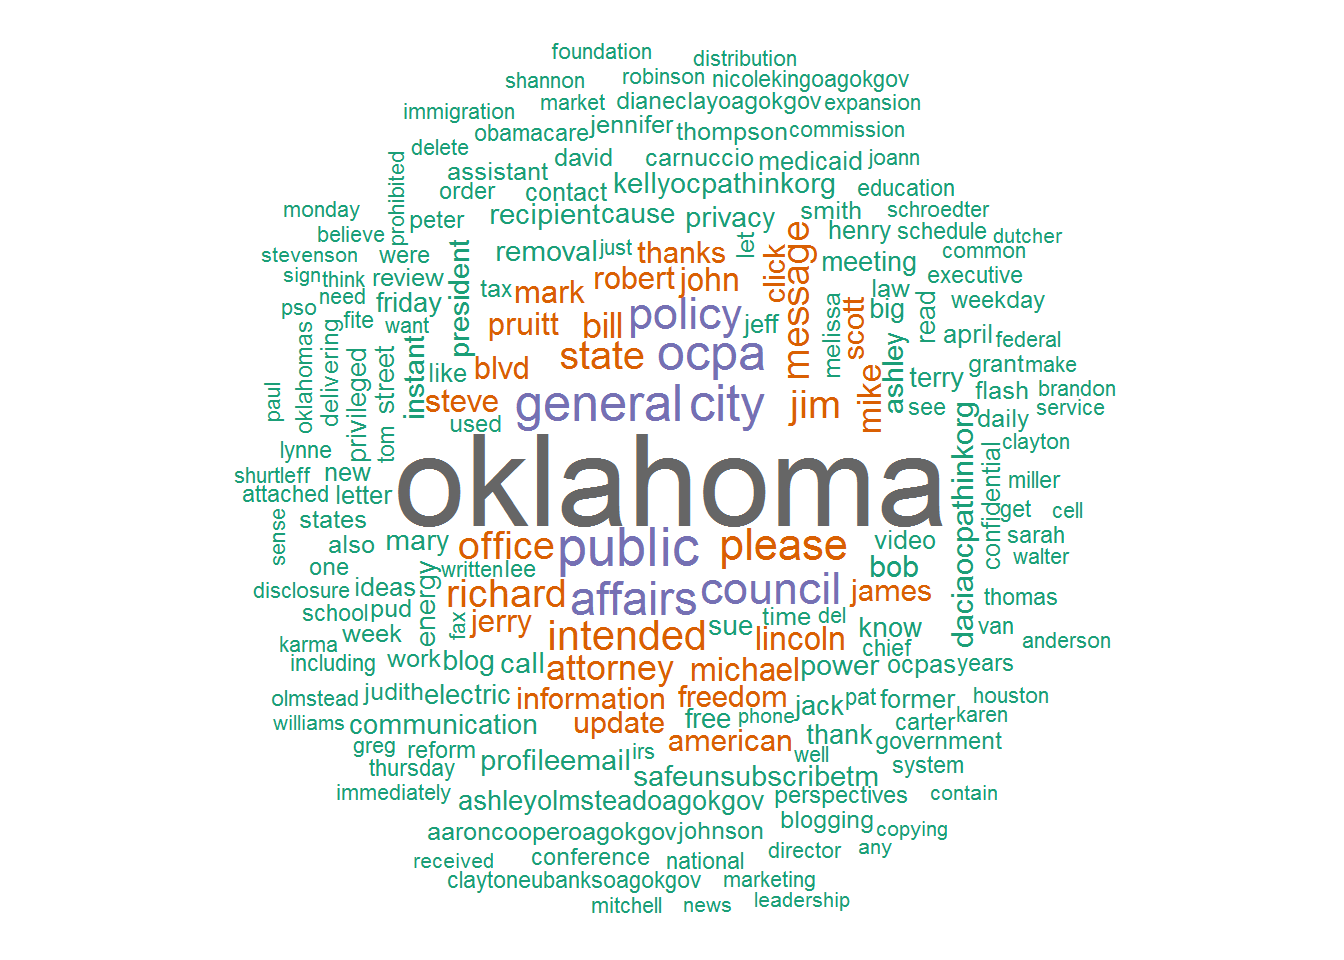 foundation
distribution
shannon
robinson
nicolekingoagokgov
immigration
market
dianeclayoagokgov
expansion
obamacare
jennifer
thompson
commission
delete
david
carnuccio
medicaid
joann
prohibited
assistant
order
contact
kellyocpathinkorg
education
monday
peter
recipient
cause
privacy
smith
schroedter
believe
henry
schedule
dutcher
stevenson
were
removal
just
thanks
let
click
message
meeting
common
sign
think
review
president
tax
mark
robert
john
law
executive
pso
need
friday
pruitt
bill
policy
jeff
melissa
scott
big
read
weekday
fite
want
april
federal
oklahomas
delivering
privileged
street
instant
like
blvd
state
ocpa
mike
ashley
terry
grant
make
paul
tom
steve
general
city
jim
see
flash
brandon
used
daily
service
lynne
daciaocpathinkorg
confidential
clayton
shurtleff
new
oklahoma
miller
attached
letter
get
cell
sense
states
also
mary
office
public
please
video
sarah
one
written
lee
bob
walter
disclosure
ideas
energy
richard
affairs
council
james
thomas
school
pud
fax
jerry
sue
time
del
know
van
karma
week
intended
lincoln
chief
anderson
including
work
blog
call
attorney
michael
power
ocpas
years
olmstead
judith
electric
information
freedom
jack
pat
former
houston
williams
communication
update
free
phone
carter
karen
greg
reform
american
thank
government
thursday
profile
email
irs
well
system
immediately
safeunsubscribetm
ashleyolmsteadoagokgov
perspectives
contain
aaroncooperoagokgov
johnson
blogging
copying
received
conference
national
director
any
claytoneubanksoagokgov
marketing
mitchell
news
leadership